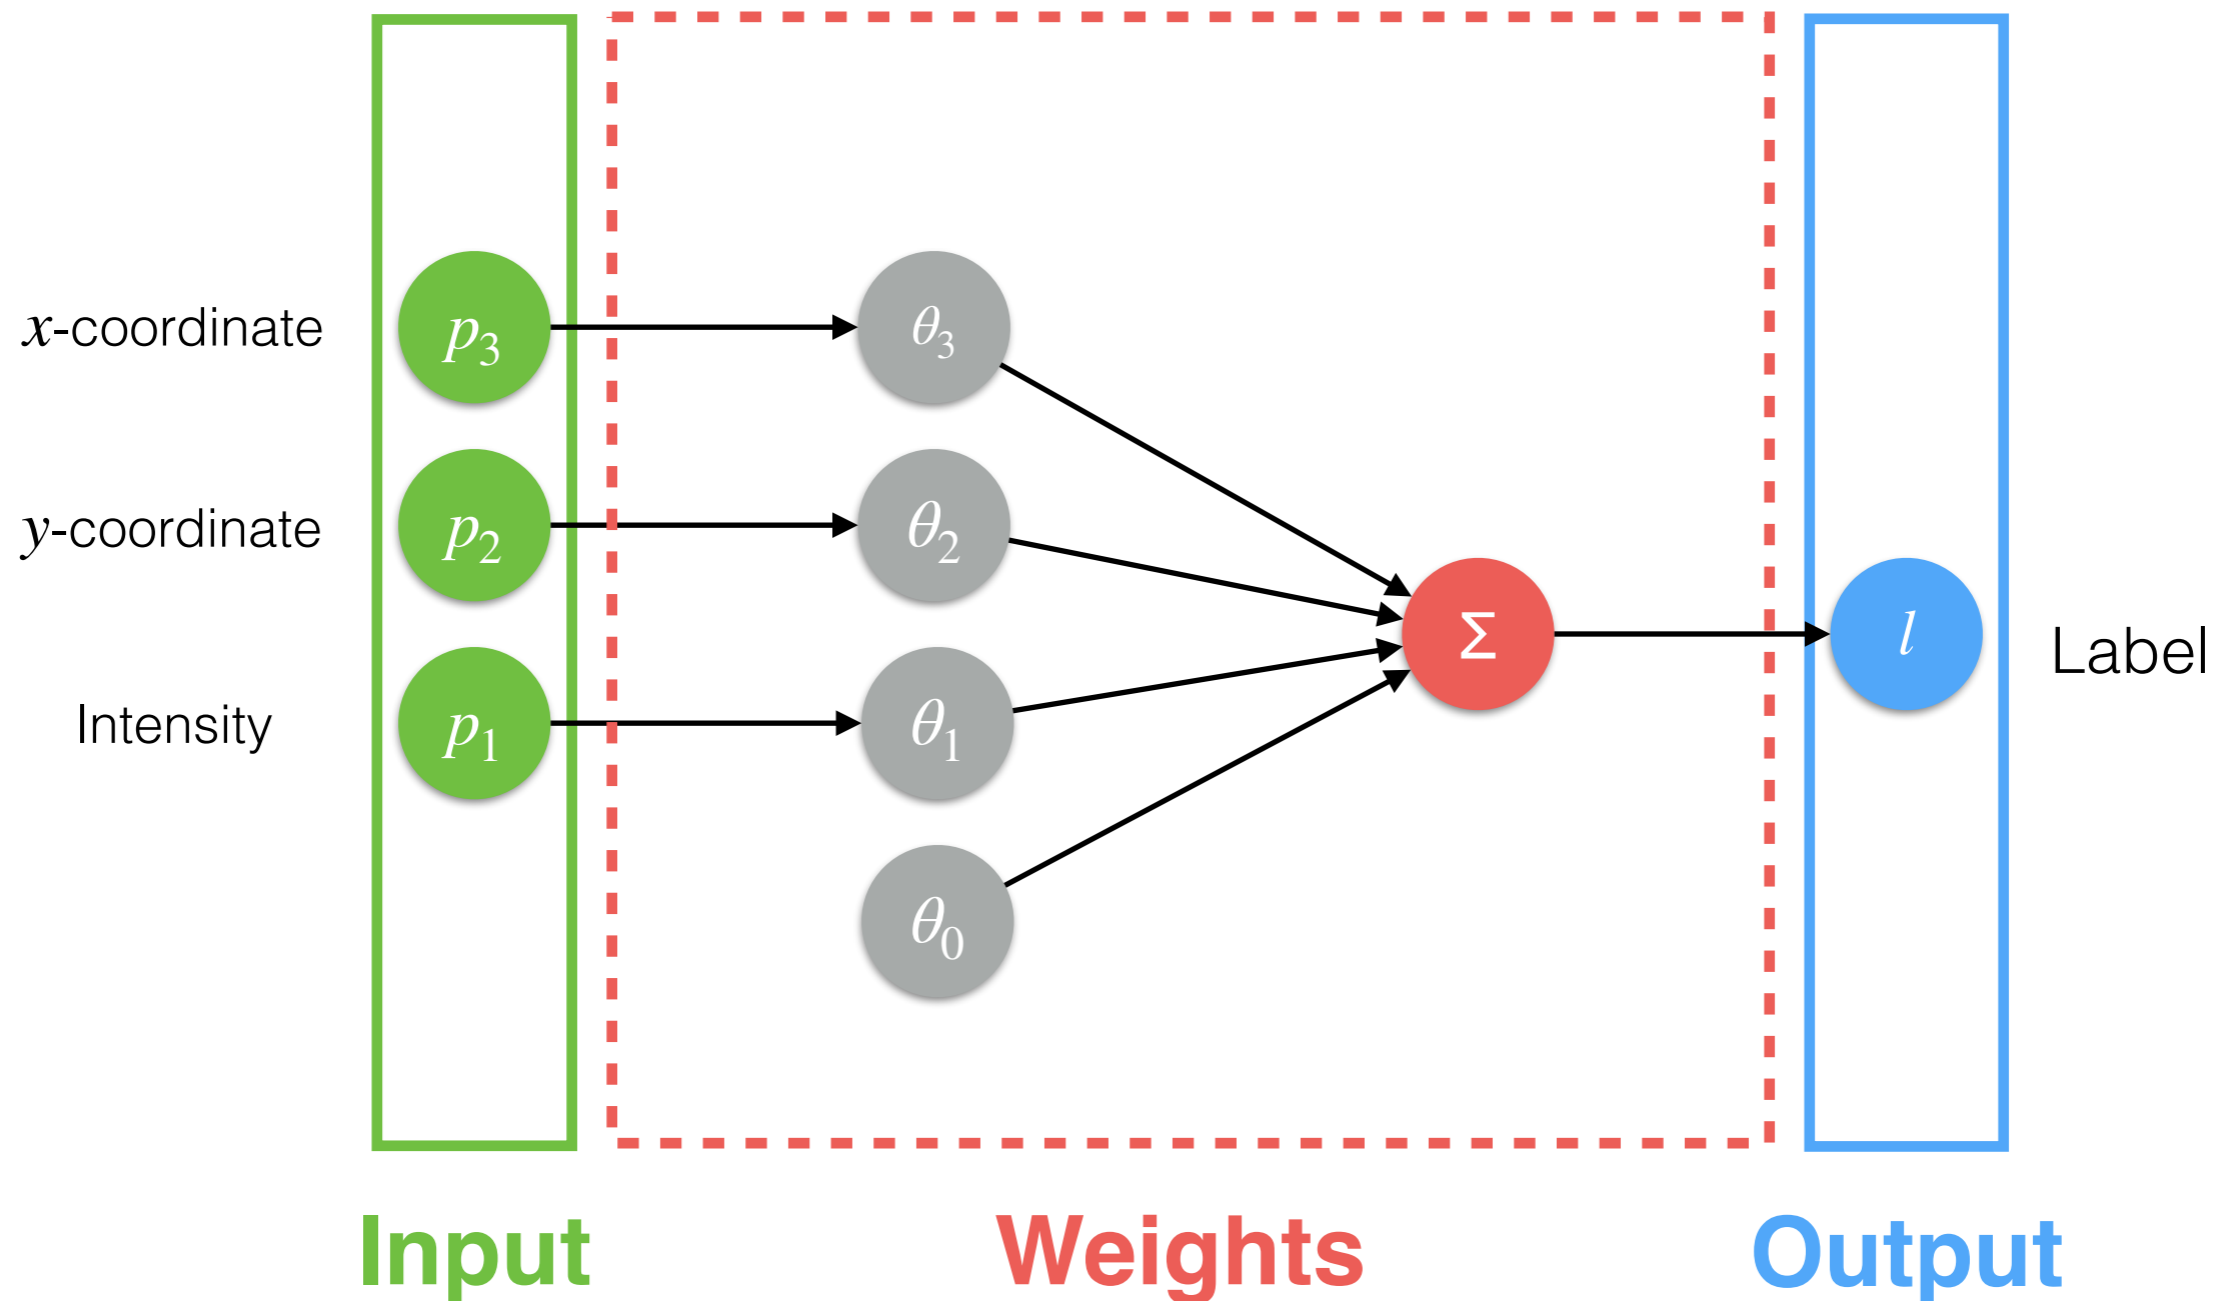 x-coordinate p₃ θ₃
y-coordinate p₂ θ₂
Σ l Label
Intensity p₁ θ₁
θ₀
Input Weights Output